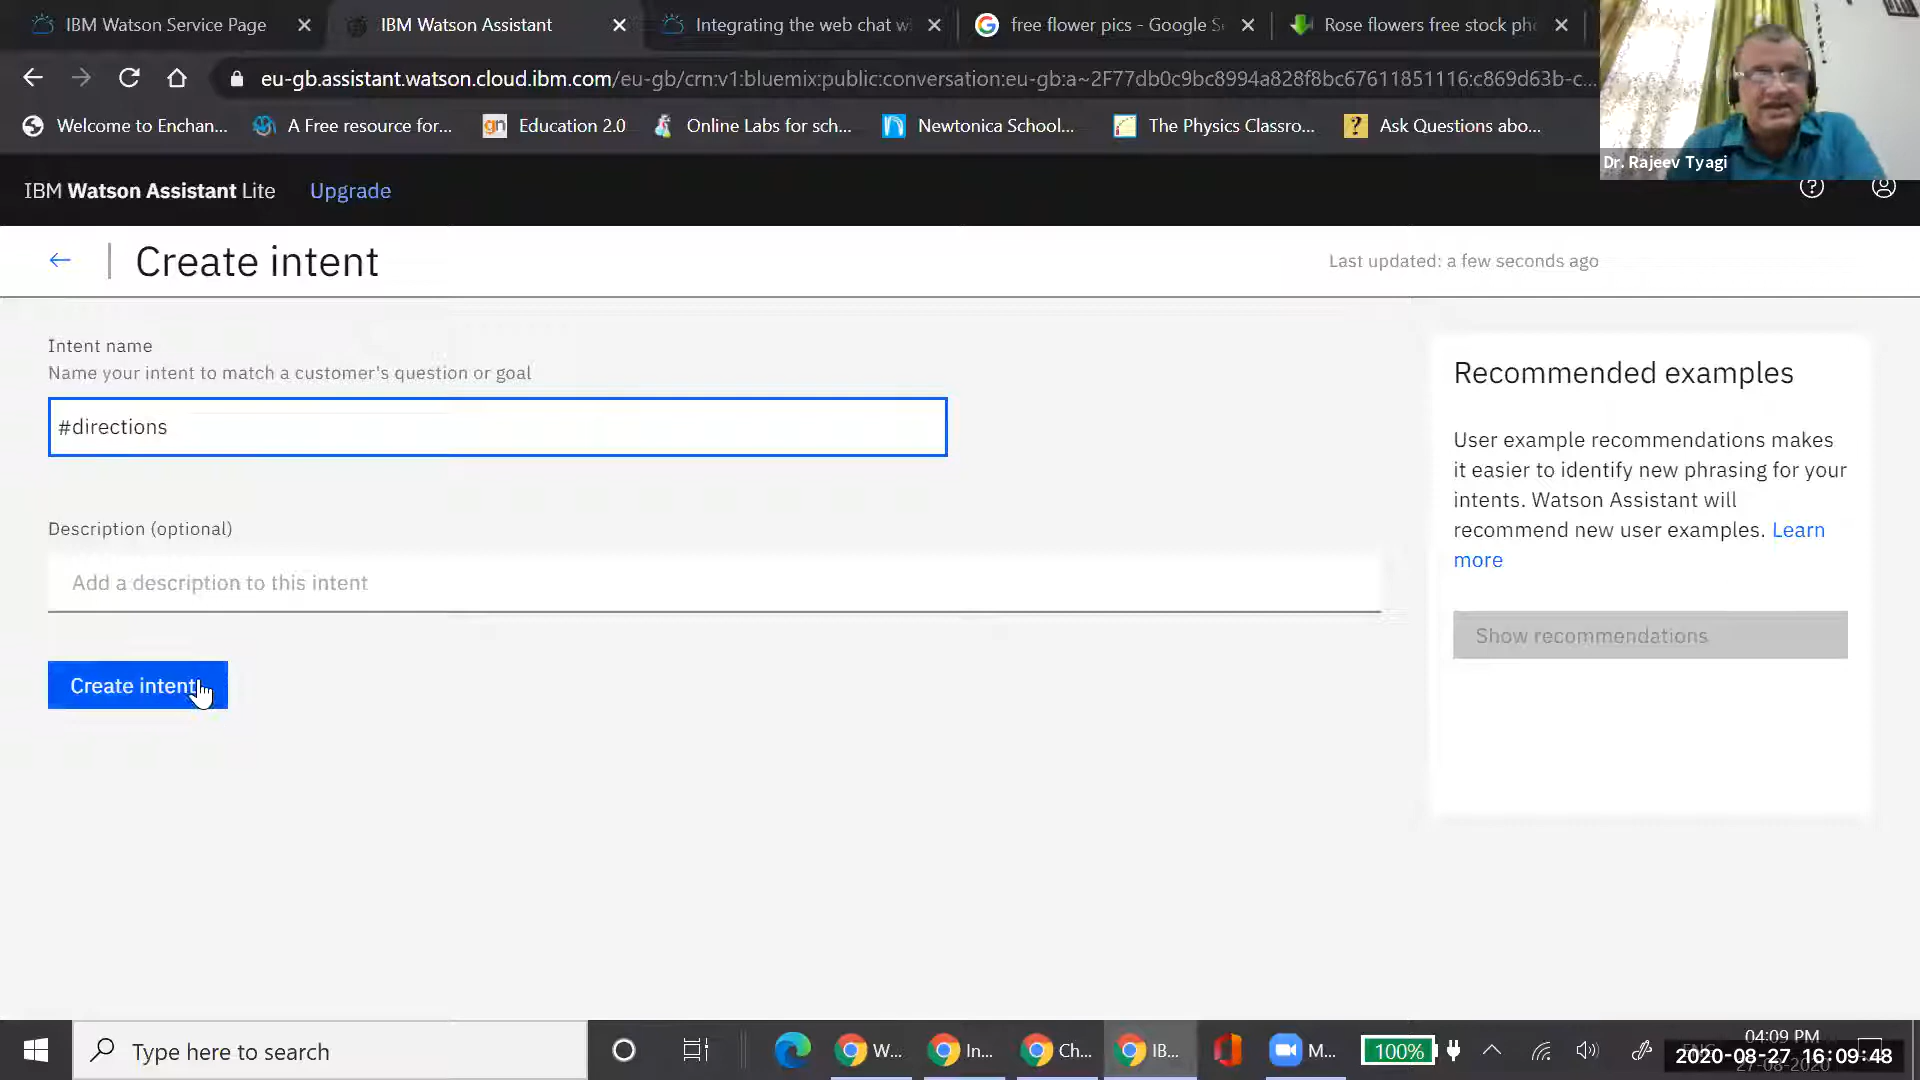 IBM Watson Service Page
IBM Watson Assistant
Integrating the web chat w
free flower pics - Google S
Rose flowers free stock pho
eu-gb.assistant.watson.cloud.ibm.com/eu-gb/crn:v1:bluemix:public:conversation:eu-gb:a~2F77db0c9bc8994a828f8bc67611851116:c869d63b-c...
Welcome to Enchan...
A Free resource for...
gn Education 2.0
Online Labs for sch...
Newtonica School...
The Physics Classro...
? Ask Questions abo...
Dr. Rajeev Tyagi
IBM Watson Assistant Lite
Upgrade
Create intent
Last updated: a few seconds ago
Intent name
Name your intent to match a customer's question or goal
#directions
Description (optional)
Add a description to this intent
Create intent
Recommended examples
User example recommendations makes
it easier to identify new phrasing for your
intents. Watson Assistant will
recommend new user examples. Learn
more
Show recommendations
Type here to search
W...
In...
Ch...
IB...
M...
100%
04:09 PM
2020-08-27 16:09:48
27-08-2020